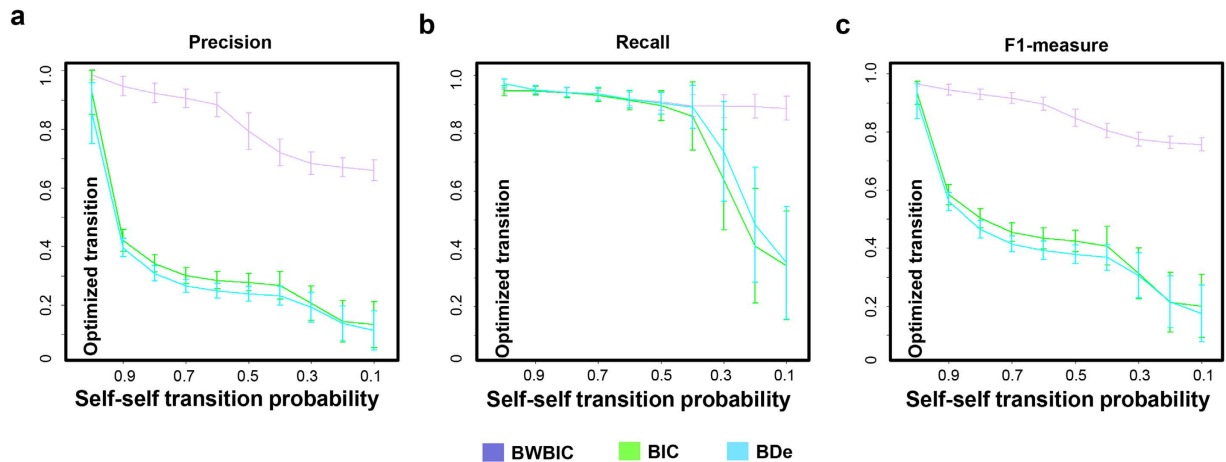 a
Precision
1.0
0.8
0.6
0.4
0.2
0
Optimized transition
0.9 0.7 0.5 0.3 0.1
Self-self transition probability
b
Recall
1.0
0.8
0.6
0.4
0.2
0
Optimized transition
0.9 0.7 0.5 0.3 0.1
Self-self transition probability
c
F1-measure
1.0
0.8
0.6
0.4
0.2
0
Optimized transition
0.9 0.7 0.5 0.3 0.1
Self-self transition probability
BWBIC BIC BDe